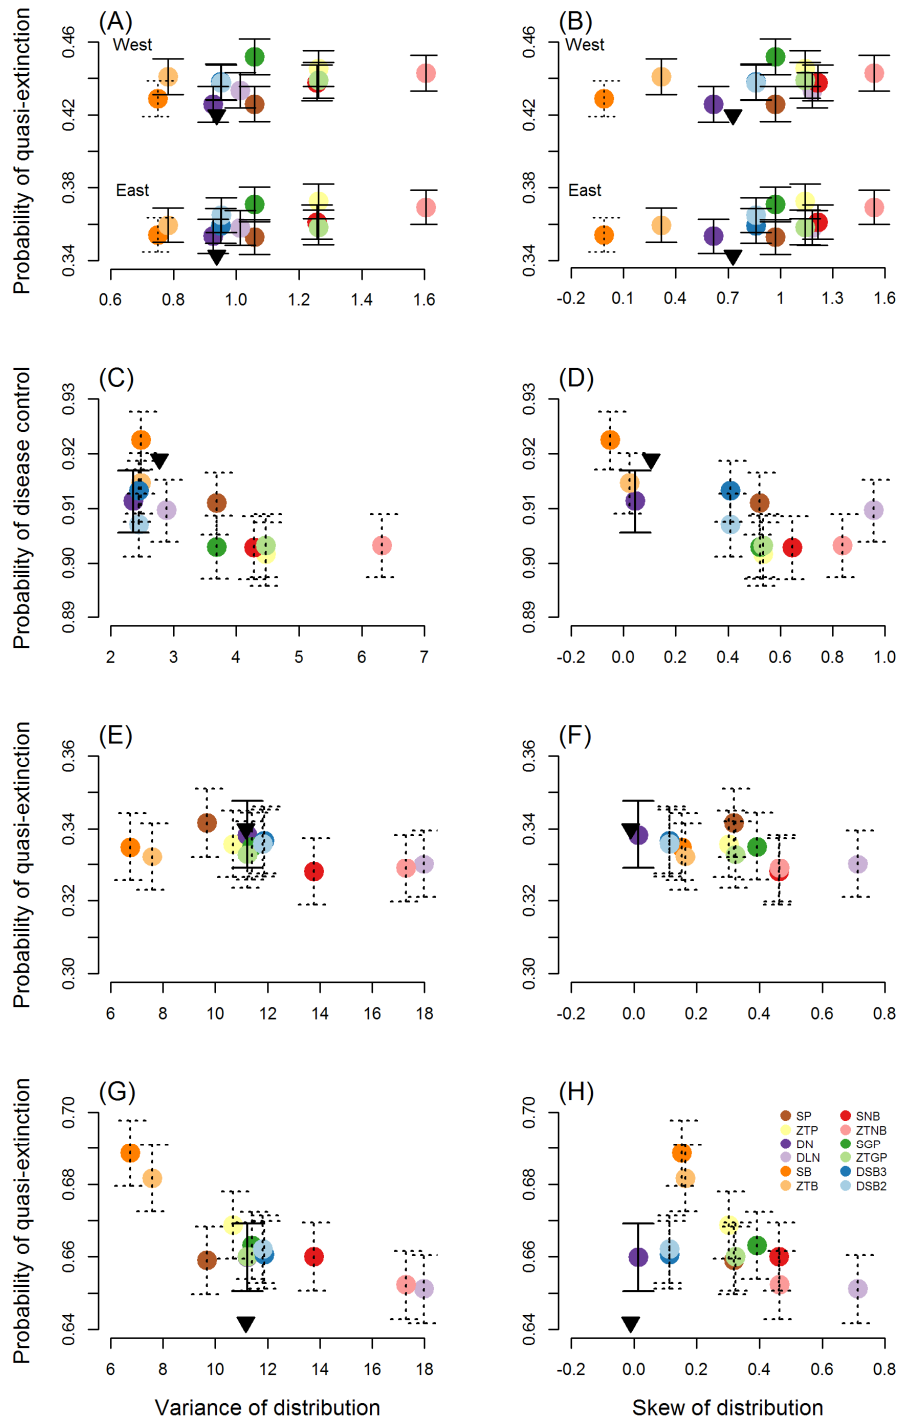 (A)
(B)
Probability of quasi-extinction
0.34
0.38
0.42
0.46
West
East
West
East
0.6 0.8 1.0 1.2 1.4 1.6
-0.2 0.1 0.4 0.7 1 1.3 1.6
(C)
(D)
Probability of disease control
0.89 0.90 0.91 0.92 0.93
0.89 0.90 0.91 0.92 0.93
2 3 4 5 6 7
-0.2 0.0 0.2 0.4 0.6 0.8 1.0
(E)
(F)
Probability of quasi-extinction
0.30 0.32 0.34 0.36
0.30 0.32 0.34 0.36
6 8 10 12 14 16 18
-0.2 0.0 0.2 0.4 0.6 0.8
(G)
(H)
Probability of quasi-extinction
0.64 0.66 0.68 0.70
0.64 0.66 0.68 0.70
SP SNB
ZTP ZTNB
DN SGP
DLN ZTGP
SB DSB3
ZTB DSB2
6 8 10 12 14 16 18
-0.2 0.0 0.2 0.4 0.6 0.8
Variance of distribution
Skew of distribution